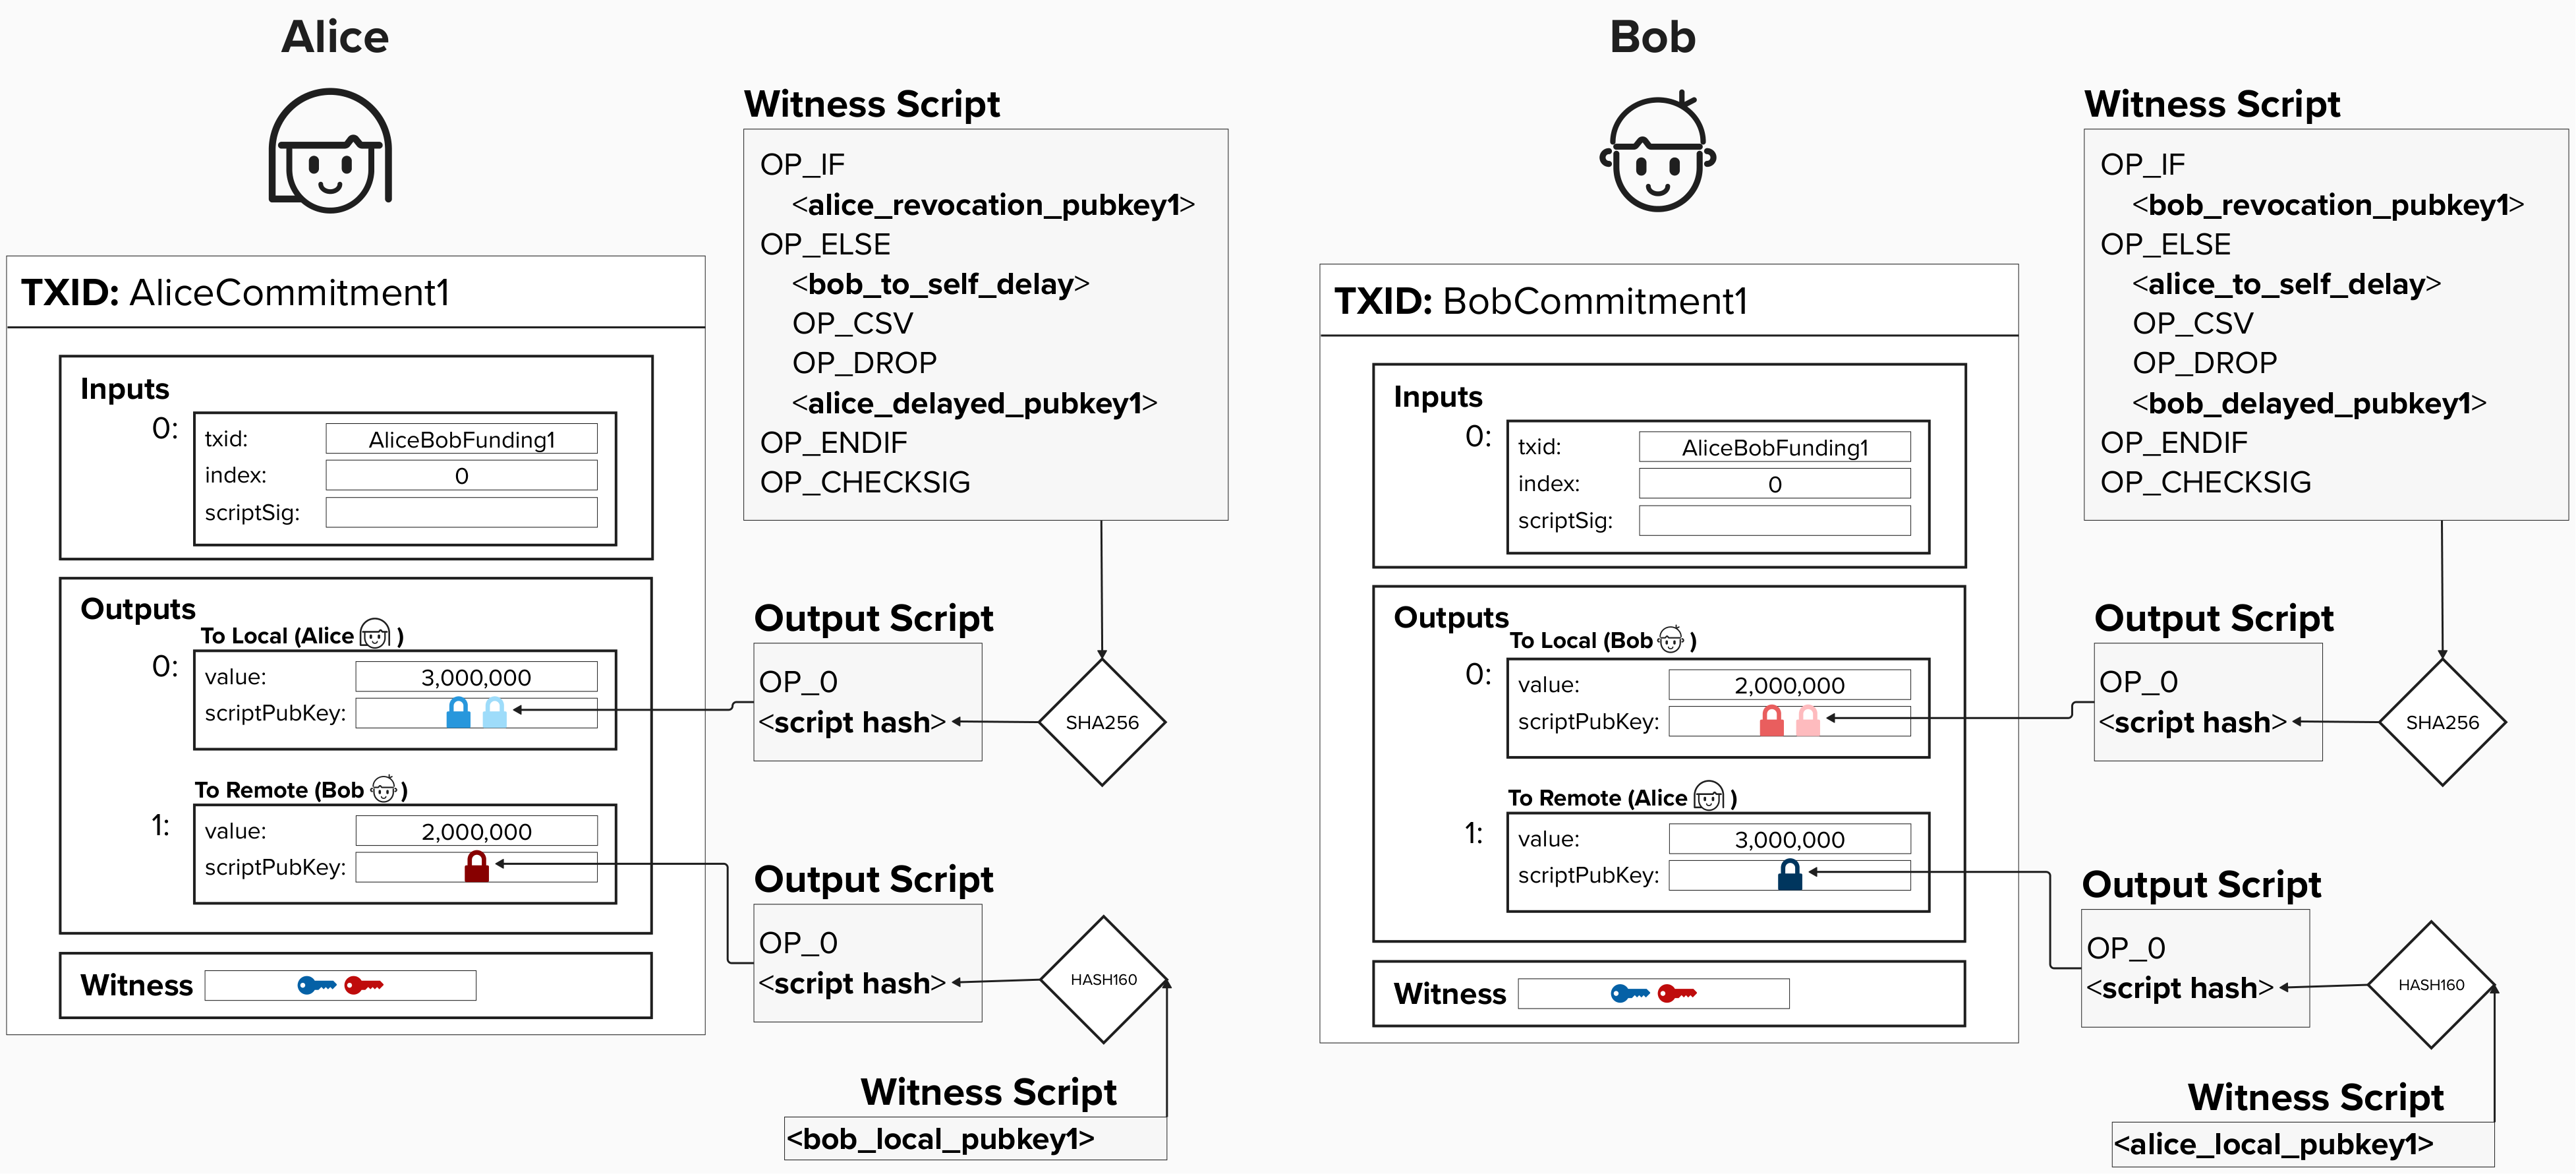 Alice
TXID: AliceCommitment1
Inputs
0:
txid: AliceBobFunding1
index: 0
scriptSig:
Outputs
To Local (Alice )
0:
value: 3,000,000
scriptPubKey:
To Remote (Bob )
1:
value: 2,000,000
scriptPubKey:
Witness
Witness Script
OP_IF
<alice_revocation_pubkey1>
OP_ELSE
<bob_to_self_delay>
OP_CSV
OP_DROP
<alice_delayed_pubkey1>
OP_ENDIF
OP_CHECKSIG
Output Script
OP_0
<script hash>
SHA256
Output Script
OP_0
<script hash>
HASH160
Witness Script
<bob_local_pubkey1>
Bob
TXID: BobCommitment1
Inputs
0:
txid: AliceBobFunding1
index: 0
scriptSig:
Outputs
To Local (Bob )
0:
value: 2,000,000
scriptPubKey:
To Remote (Alice )
1:
value: 3,000,000
scriptPubKey:
Witness
Witness Script
OP_IF
<bob_revocation_pubkey1>
OP_ELSE
<alice_to_self_delay>
OP_CSV
OP_DROP
<bob_delayed_pubkey1>
OP_ENDIF
OP_CHECKSIG
Output Script
OP_0
<script hash>
SHA256
Output Script
OP_0
<script hash>
HASH160
Witness Script
<alice_local_pubkey1>